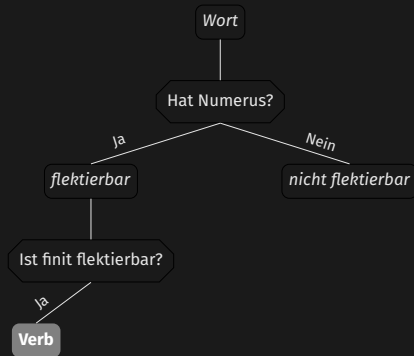 Wort
Hat Numerus?
Ja
Nein
flektierbar
nicht flektierbar
Ist finit flektierbar?
Ja
Verb